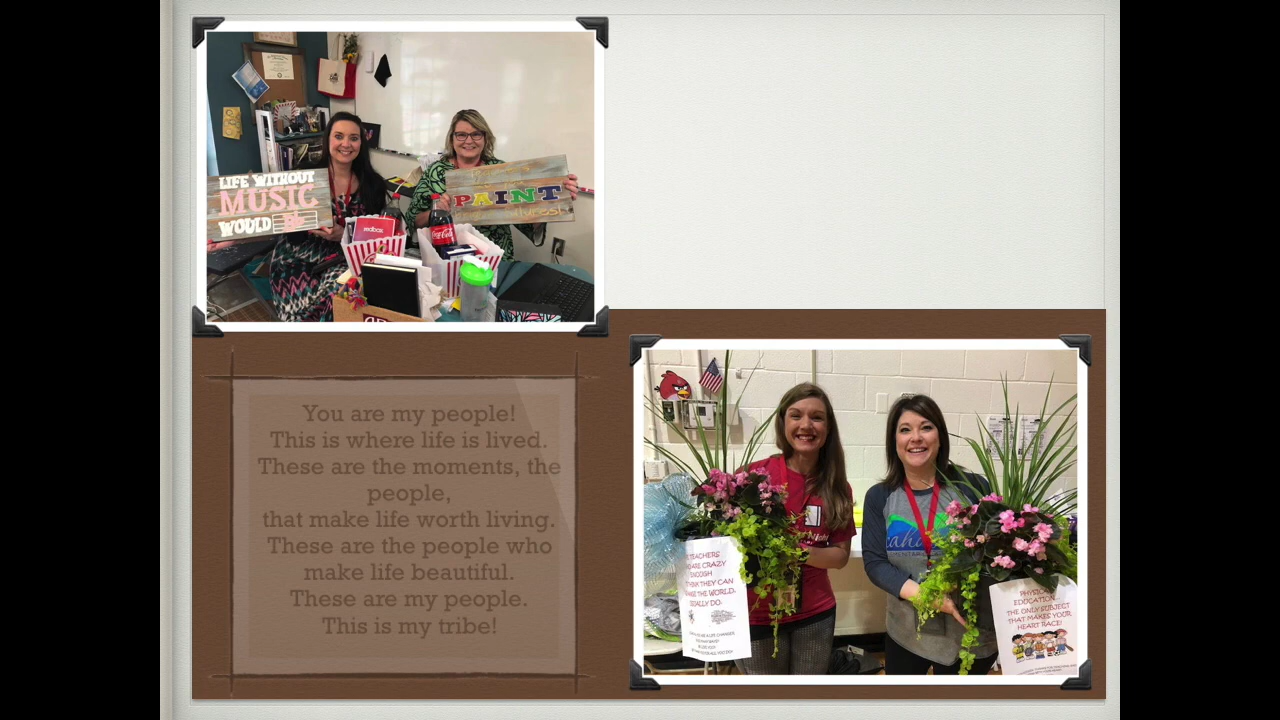 LIFE WITHOUT
MUSIC
WOULD
PAINT
redbox
Coca-Cola
You are my people!
This is where life is lived.
These are the moments, the
people,
that make life worth living.
These are the people who
make life beautiful.
These are my people.
This is my tribe!
TEACHERS
ARE CRAZY
ENOUGH
THINK THEY CAN
THE WORLD.
PHYSICAL
EDUCATION...
THE ONLY SUBJECT
THAT MAKES YOUR
HEART RACE!